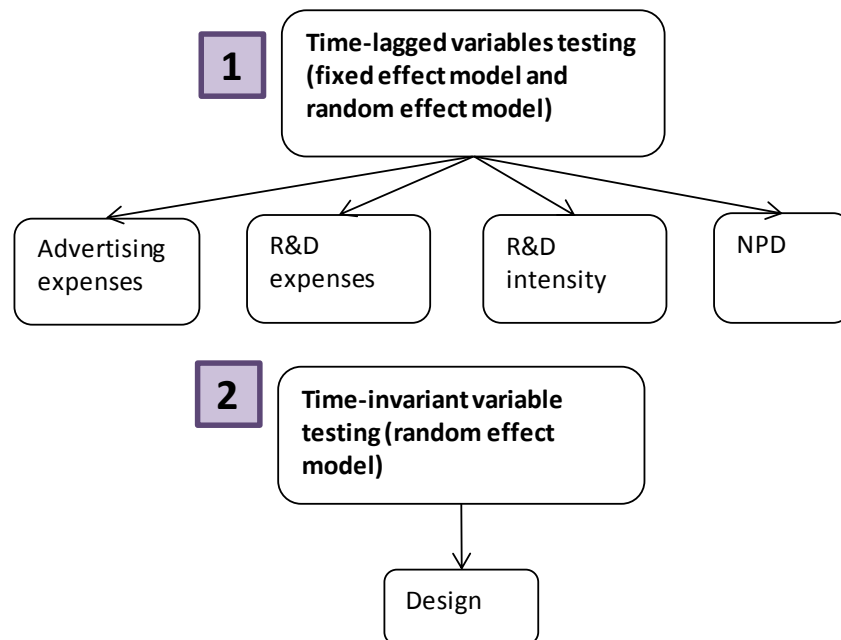 1
Time-lagged variables testing
(fixed effect model and
random effect model)
Advertising
expenses
R&D
expenses
R&D
intensity
NPD
2
Time-invariant variable
testing (random effect
model)
Design